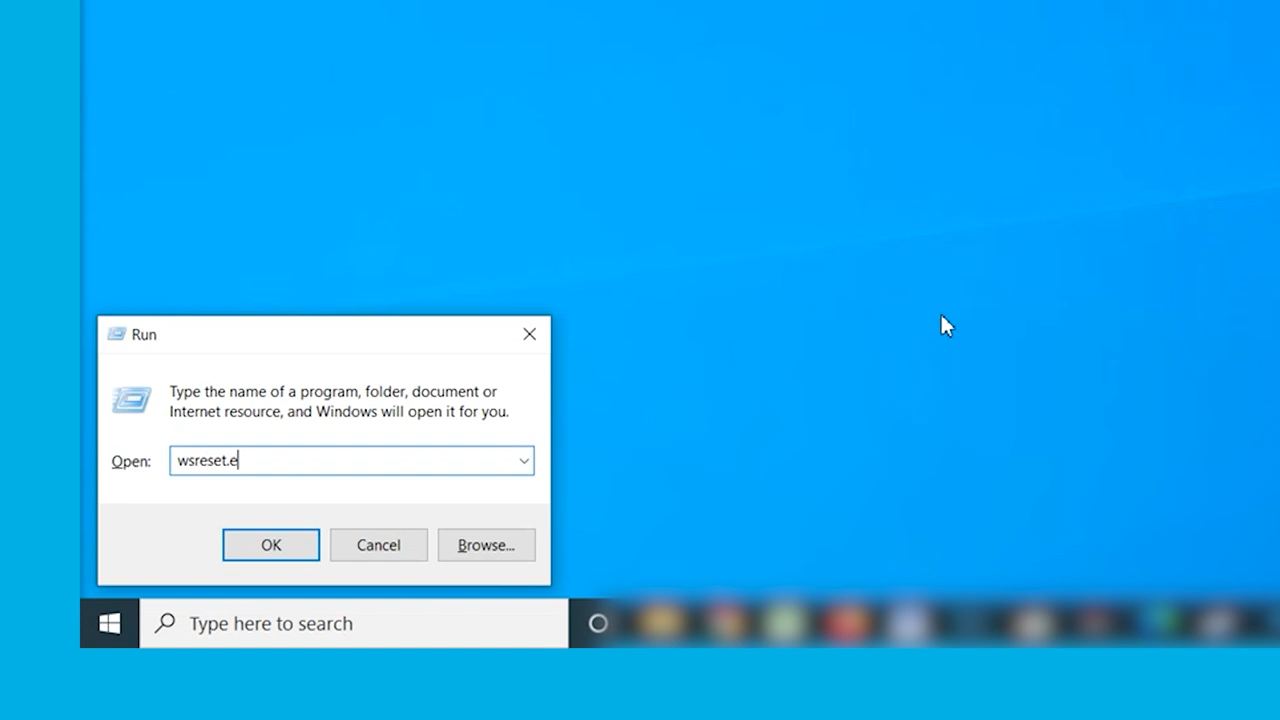 Run
Type the name of a program, folder, document or
Internet resource, and Windows will open it for you.
Open: wsreset.e
OK Cancel Browse...
Type here to search